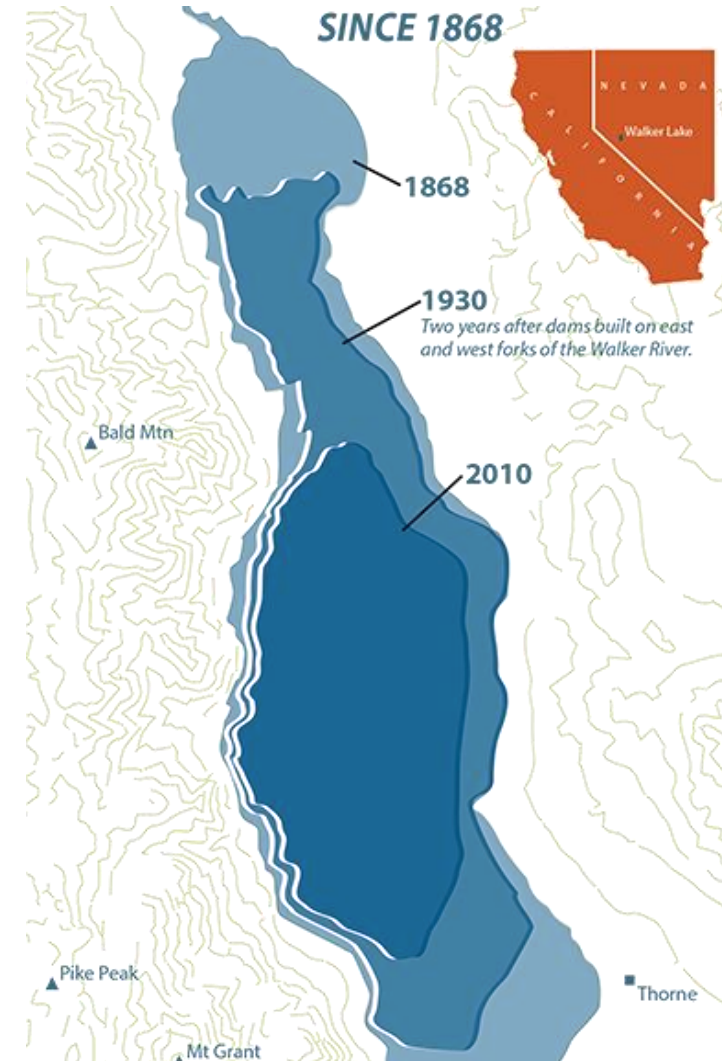 SINCE 1868
NEVADA
CALIFORNIA
Walker Lake
1868
1930
Two years after dams built on east
and west forks of the Walker River.
Bald Mtn
2010
Pike Peak
Thorne
Mt Grant